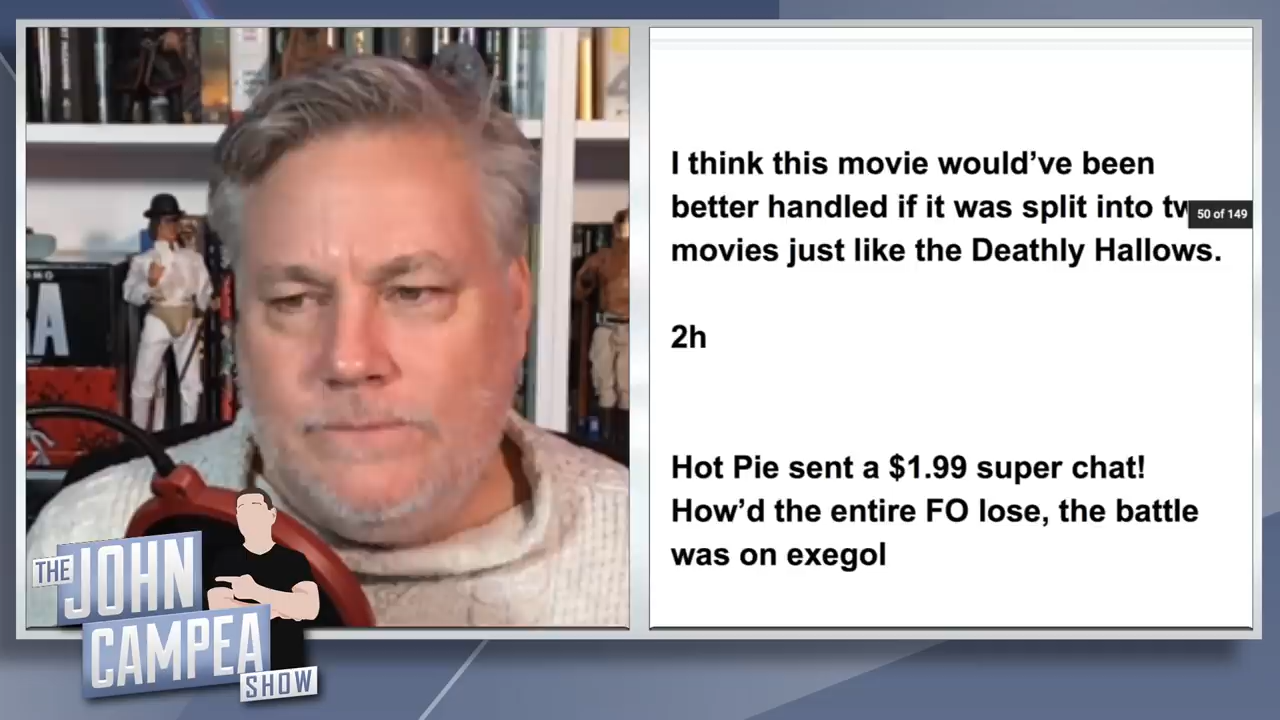 I think this movie would've been
better handled if it was split into
50 of 149
movies just like the Deathly Hallows.
2h
Hot Pie sent a $1.99 super chat!
How'd the entire FO lose, the battle
was on exegol
THE
JOHN
CAMPEA
SHOW